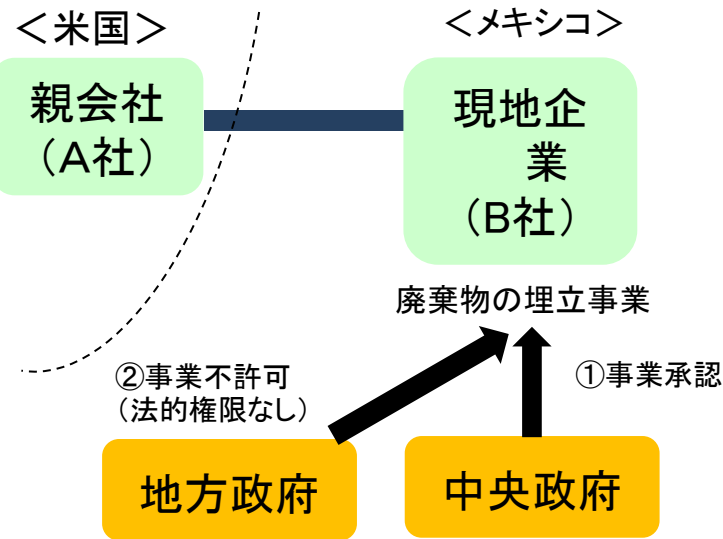 ＜米国＞
＜メキシコ＞
親会社
（A社）
現地企
業
（B社）
廃棄物の埋立事業
②事業不許可
（法的権限なし）
①事業承認
地方政府
中央政府